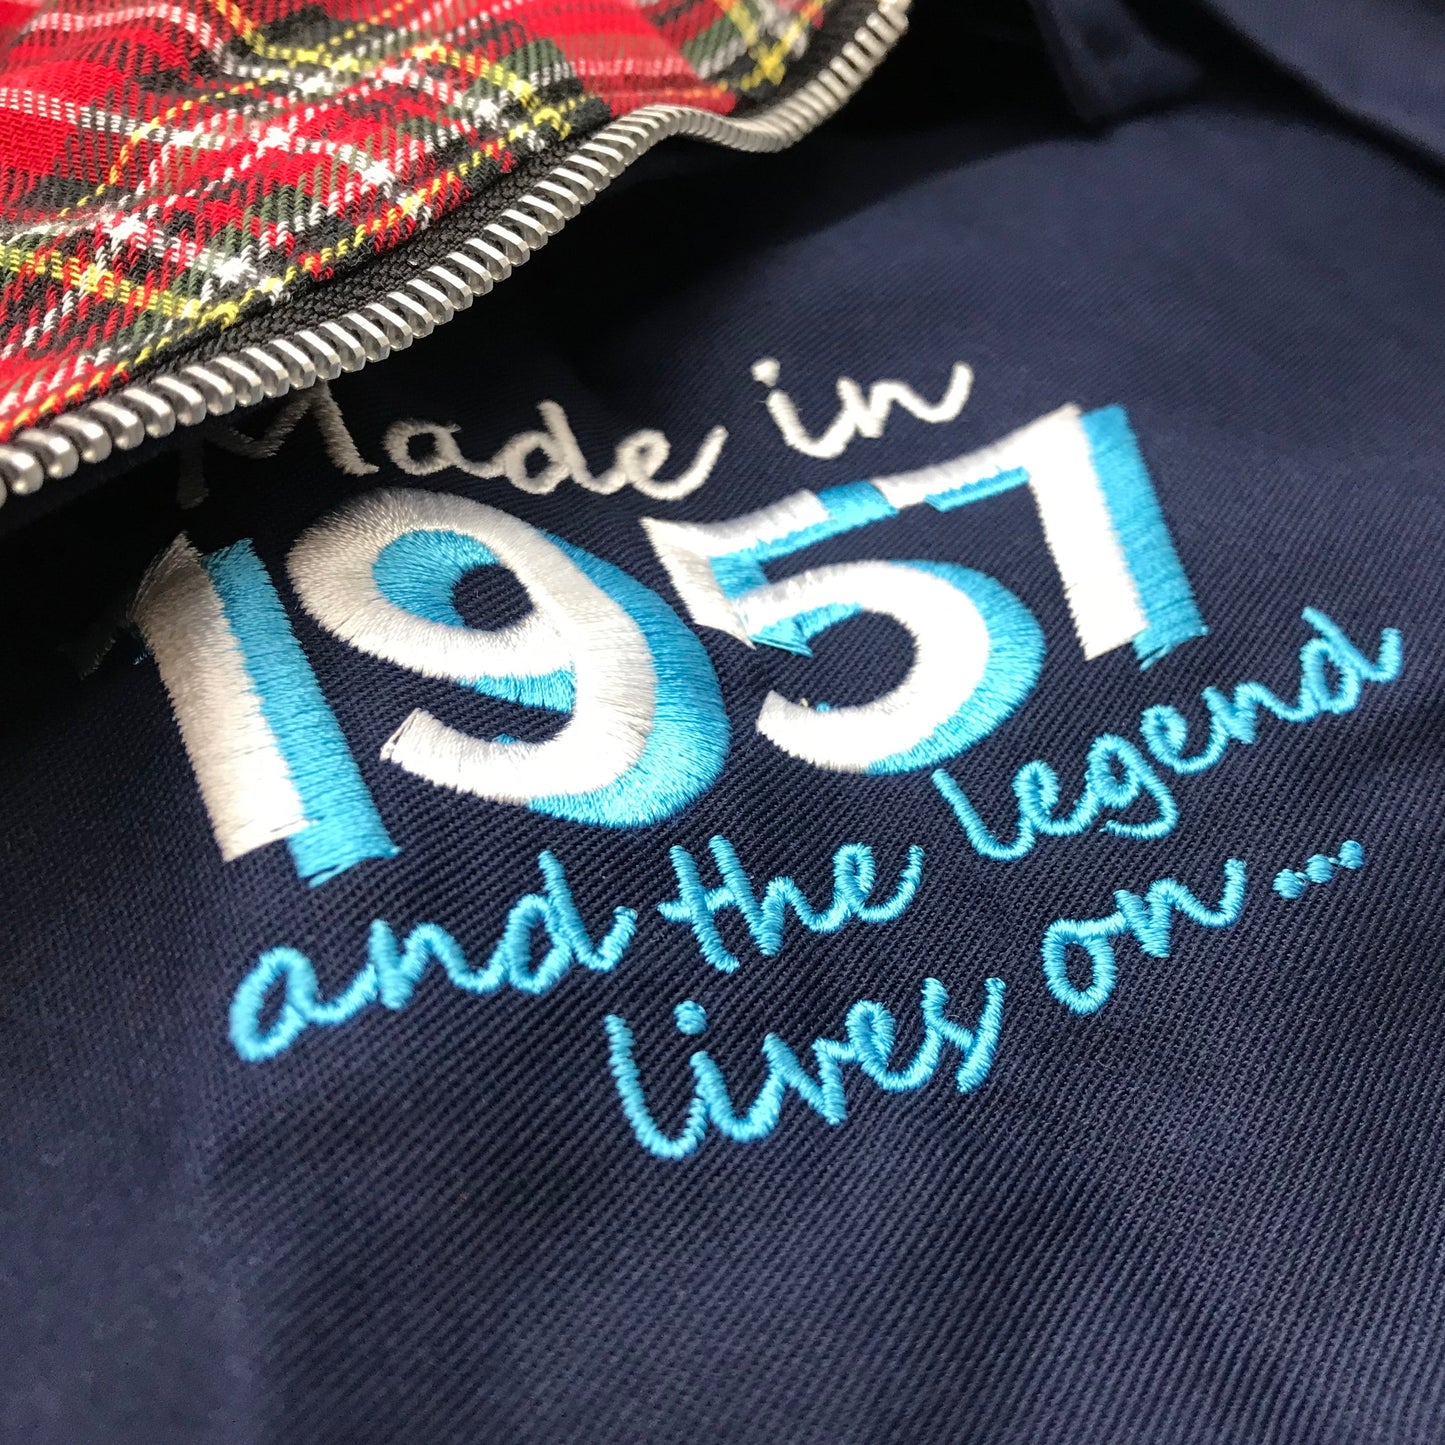 Made in
1957
and the legend
lives on ...